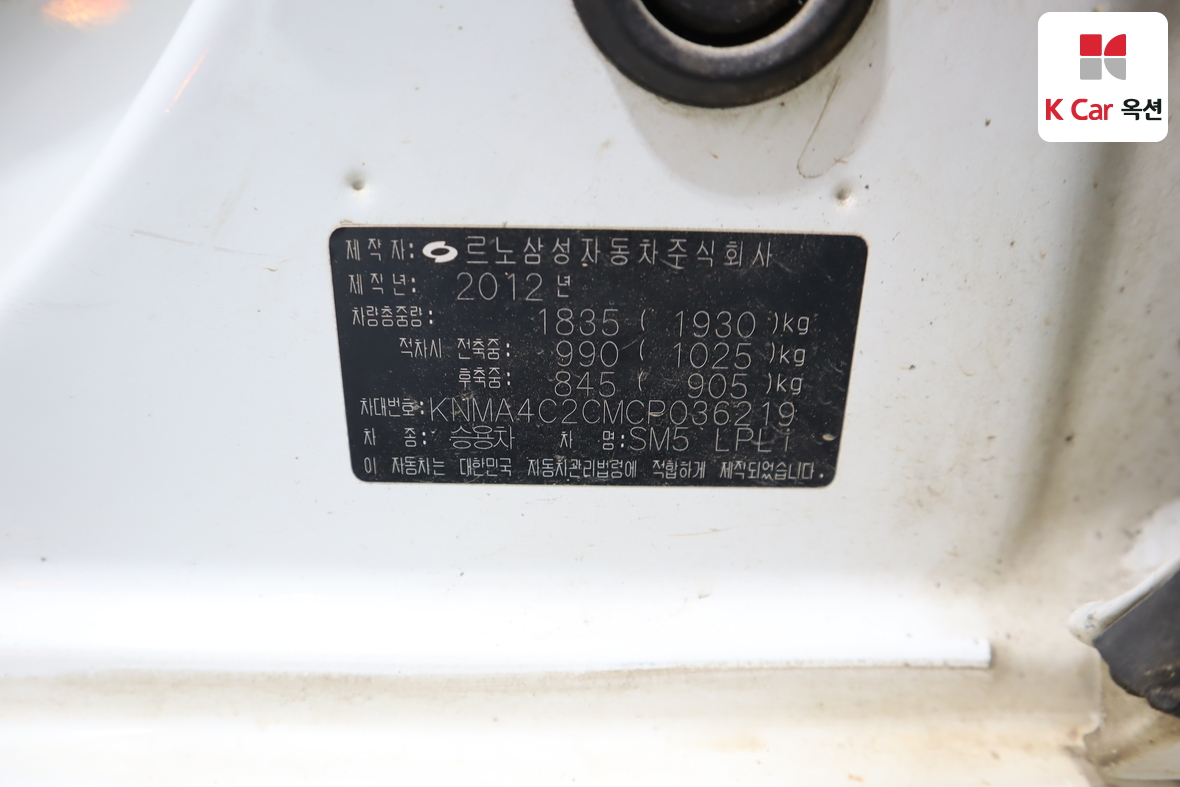 K Car 옥션
제작자: 르노삼성자동차주식회사
제작년: 2012년
차량총중량: 1835 ( 1930 )kg
적차시 전축중: 990 ( 1025 )kg
후축중: 845 ( 905 )kg
차대번호:KNMA4C2CMCP036219
차 종: 승용차 차 명:SM5 LPLi
이 자동차는 대한민국 자동차관리법령에 적합하게 제작되었습니다.